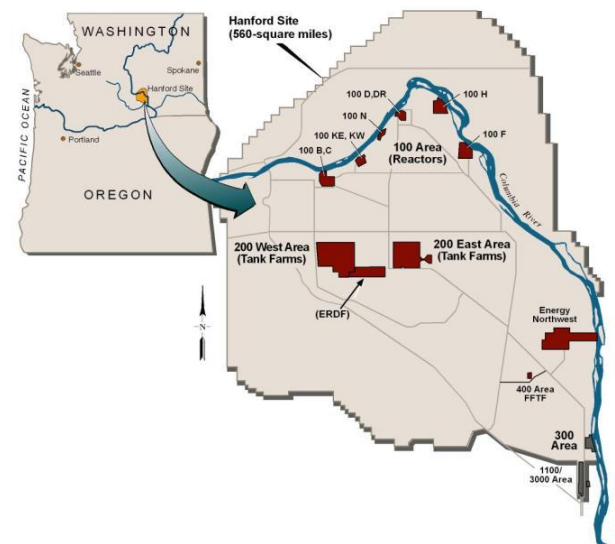 WASHINGTON
Seattle
Spokane
Hanford Site
Portland
OREGON
PACIFIC OCEAN
Hanford Site
(560-square miles)
100 D,DR
100 H
100 N
100 KE, KW
100 B,C
100 F
100 Area
(Reactors)
Columbia River
200 West Area
(Tank Farms)
200 East Area
(Tank Farms)
(ERDF)
N
Energy
Northwest
400 Area
FFTF
300
Area
1100/
3000 Area